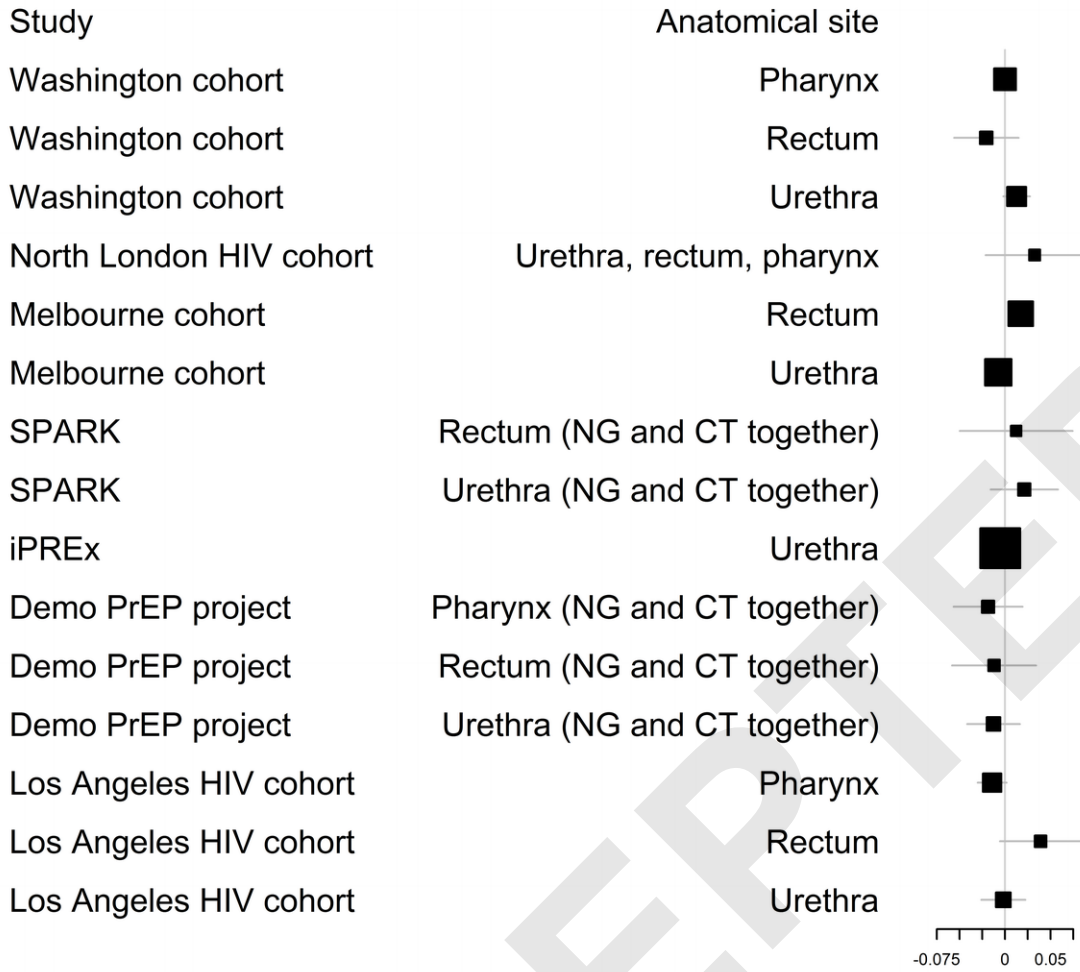 Study Anatomical site
Washington cohort Pharynx
Washington cohort Rectum
Washington cohort Urethra
North London HIV cohort Urethra, rectum, pharynx
Melbourne cohort Rectum
Melbourne cohort Urethra
SPARK Rectum (NG and CT together)
SPARK Urethra (NG and CT together)
iPREx Urethra
Demo PrEP project Pharynx (NG and CT together)
Demo PrEP project Rectum (NG and CT together)
Demo PrEP project Urethra (NG and CT together)
Los Angeles HIV cohort Pharynx
Los Angeles HIV cohort Rectum
Los Angeles HIV cohort Urethra
-0.075 0 0.05